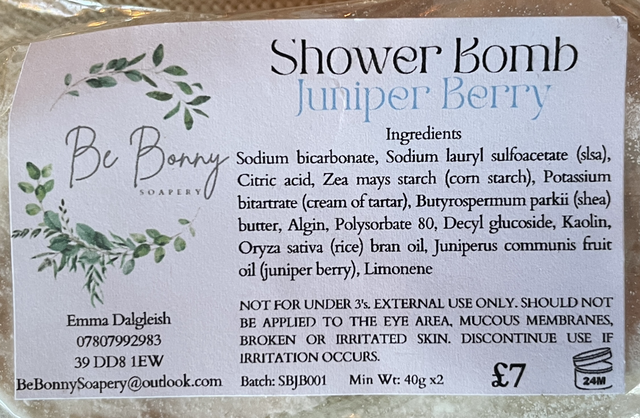 Shower Bomb
Juniper Berry
Be Bonny
SOAPERY
Ingredients
Sodium bicarbonate, Sodium lauryl sulfoacetate (slsa),
Citric acid, Zea mays starch (corn starch), Potassium
bitartrate (cream of tartar), Butyrospermum parkii (shea)
butter, Algin, Polysorbate 80, Decyl glucoside, Kaolin,
Oryza sativa (rice) bran oil, Juniperus communis fruit
oil (juniper berry), Limonene
Emma Dalgleish
07807992983
39 DD8 1EW
BeBonnySoapery@outlook.com
NOT FOR UNDER 3's. EXTERNAL USE ONLY. SHOULD NOT
BE APPLIED TO THE EYE AREA, MUCOUS MEMBRANES,
BROKEN OR IRRITATED SKIN. DISCONTINUE USE IF
IRRITATION OCCURS.
Batch: SBJB001 Min Wt: 40g x2 £7
24M